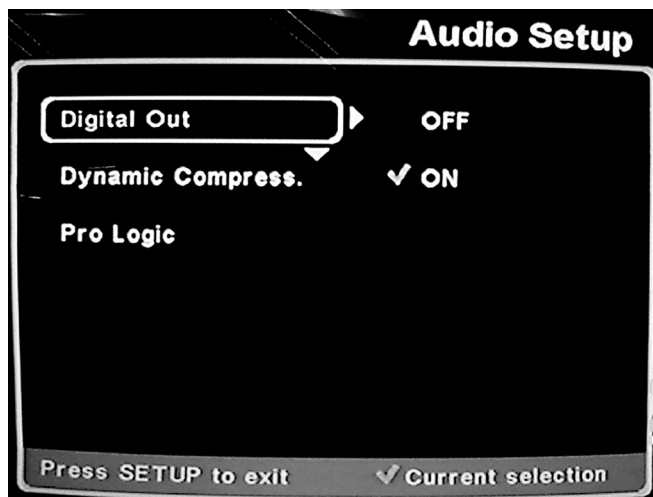 Audio Setup
Digital Out OFF
Dynamic Compress. ✓ ON
Pro Logic
Press SETUP to exit ✓ Current selection